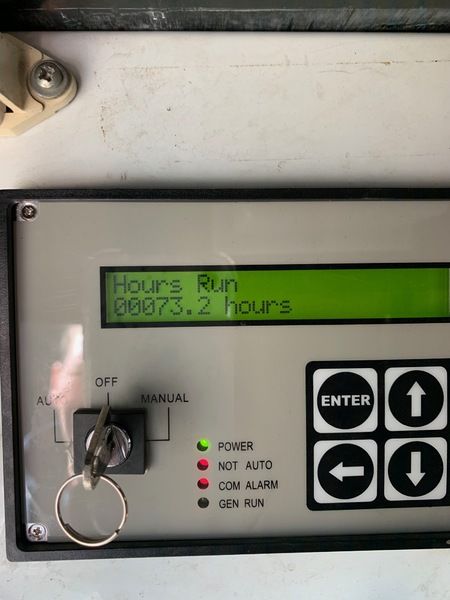 Hours Run
00073.2 hours
OFF
AUTO
MANUAL
ENTER
POWER
NOT AUTO
COM ALARM
GEN RUN